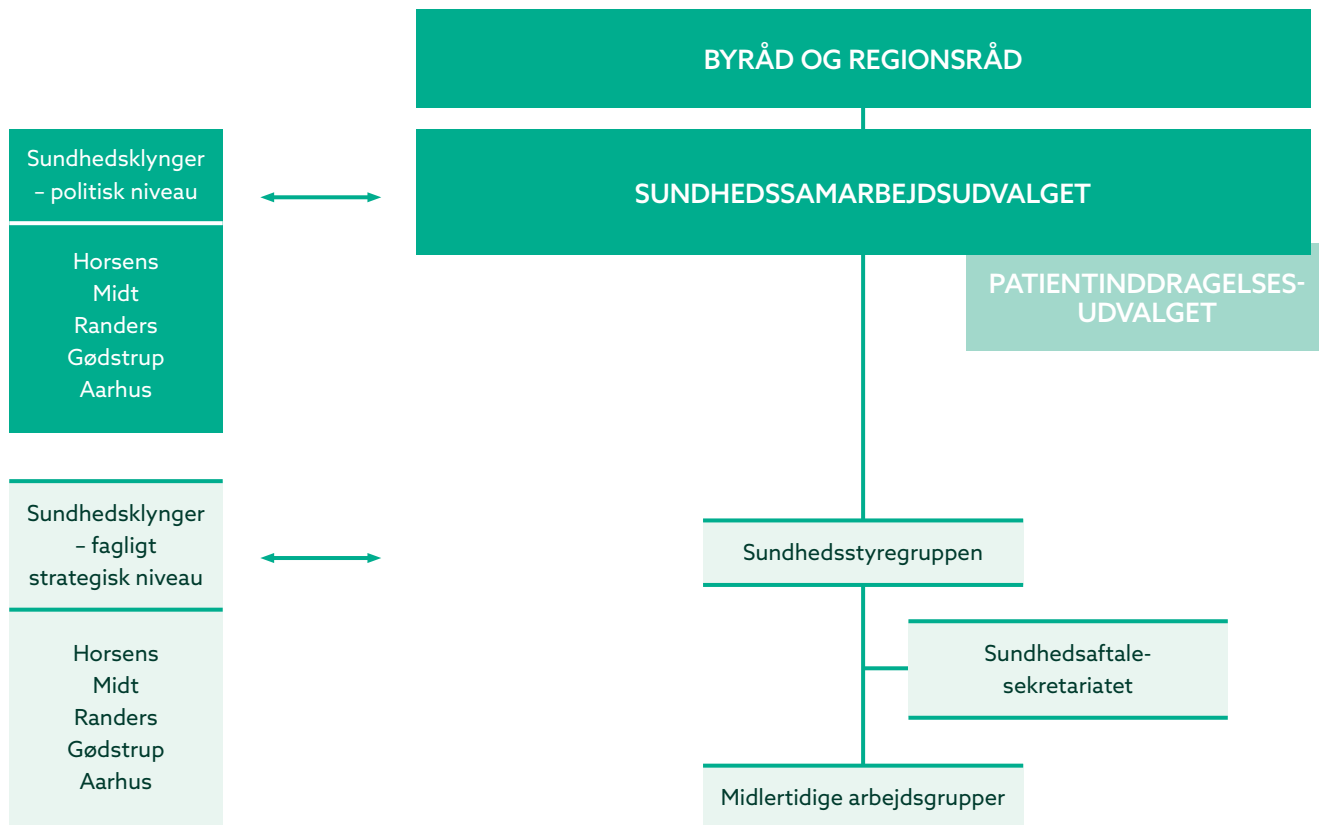 BYRÅD OG REGIONSRÅD
Sundhedsklynger
– politisk niveau
SUNDHEDSSAMARBEJDSUDVALGET
Horsens
Midt
Randers
Gødstrup
Aarhus
PATIENTINDDRAGELSES-
UDVALGET
Sundhedsklynger
– fagligt
strategisk niveau
Sundhedsstyregruppen
Horsens
Midt
Randers
Gødstrup
Aarhus
Sundhedsaftale-
sekretariatet
Midlertidige arbejdsgrupper